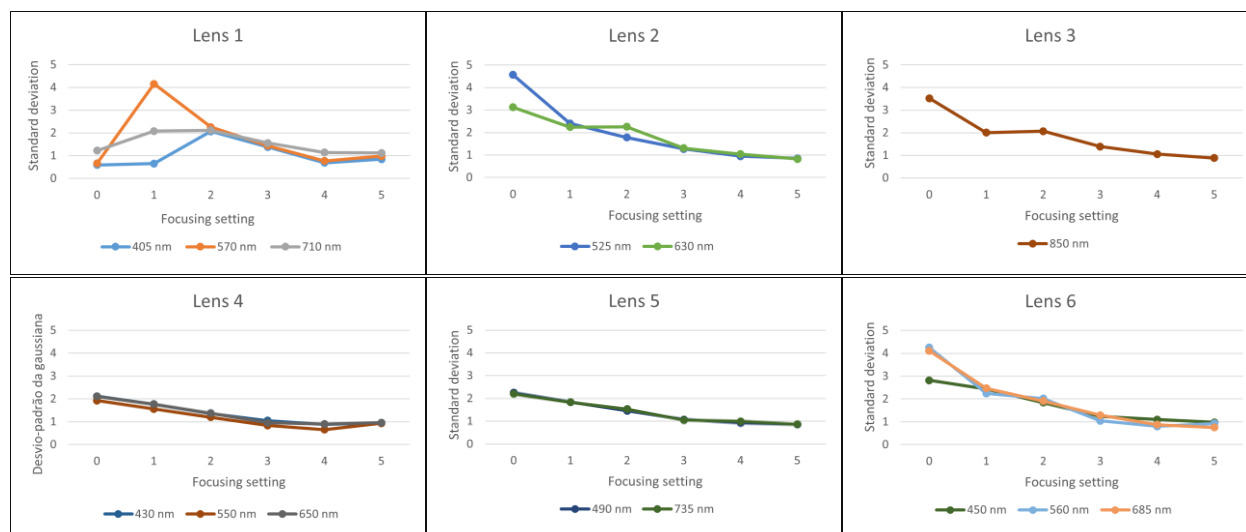 Lens 1
Standard deviation
5
4
3
2
1
0
0 1 2 3 4 5
Focusing setting
405 nm 570 nm 710 nm
Lens 2
Standard deviation
5
4
3
2
1
0
0 1 2 3 4 5
Focusing setting
525 nm 630 nm
Lens 3
Standard deviation
5
4
3
2
1
0
0 1 2 3 4 5
Focusing setting
850 nm
Lens 4
Desvio-padrão da gaussiana
5
4
3
2
1
0
0 1 2 3 4 5
Focusing setting
430 nm 550 nm 650 nm
Lens 5
Standard deviation
5
4
3
2
1
0
0 1 2 3 4 5
Focusing setting
490 nm 735 nm
Lens 6
Standard deviation
5
4
3
2
1
0
0 1 2 3 4 5
Focusing setting
450 nm 560 nm 685 nm